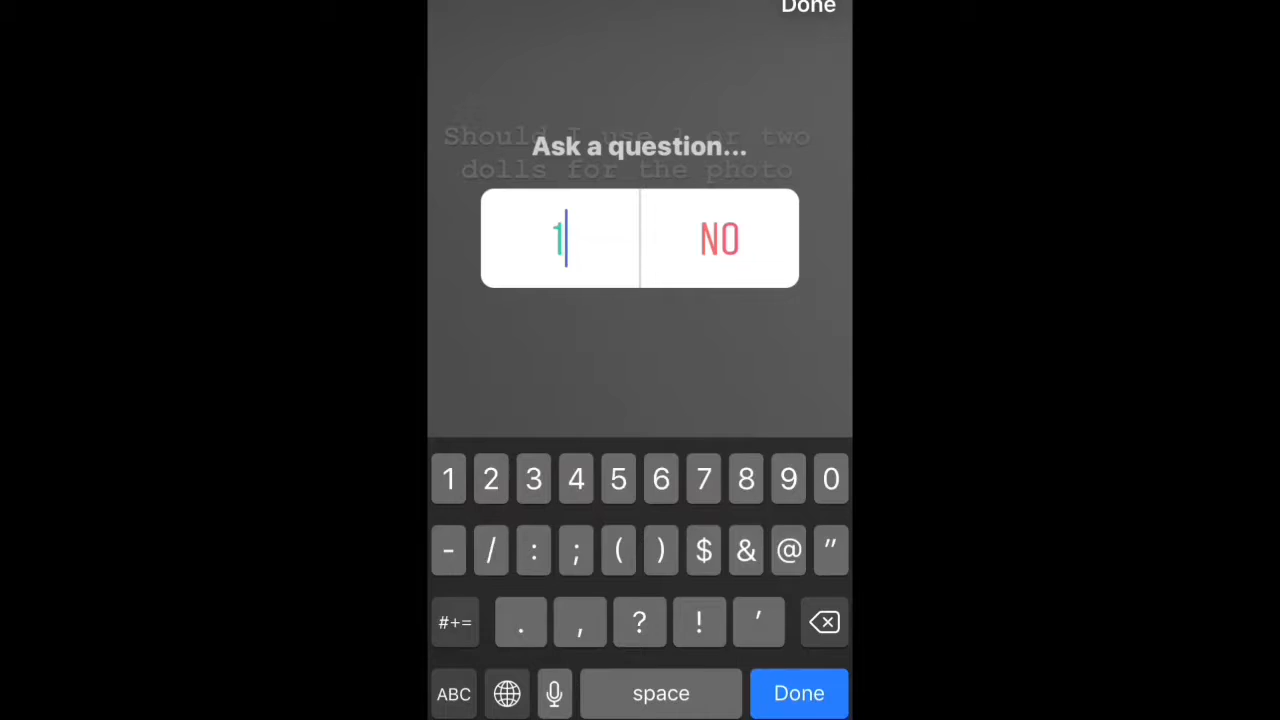 Done
Should I use 1 or two
Ask a question...
dolls for the photo
1 NO
1 2 3 4 5 6 7 8 9 0
- / : ; ( ) $ & @ "
#+= . , ? ! '
ABC space Done